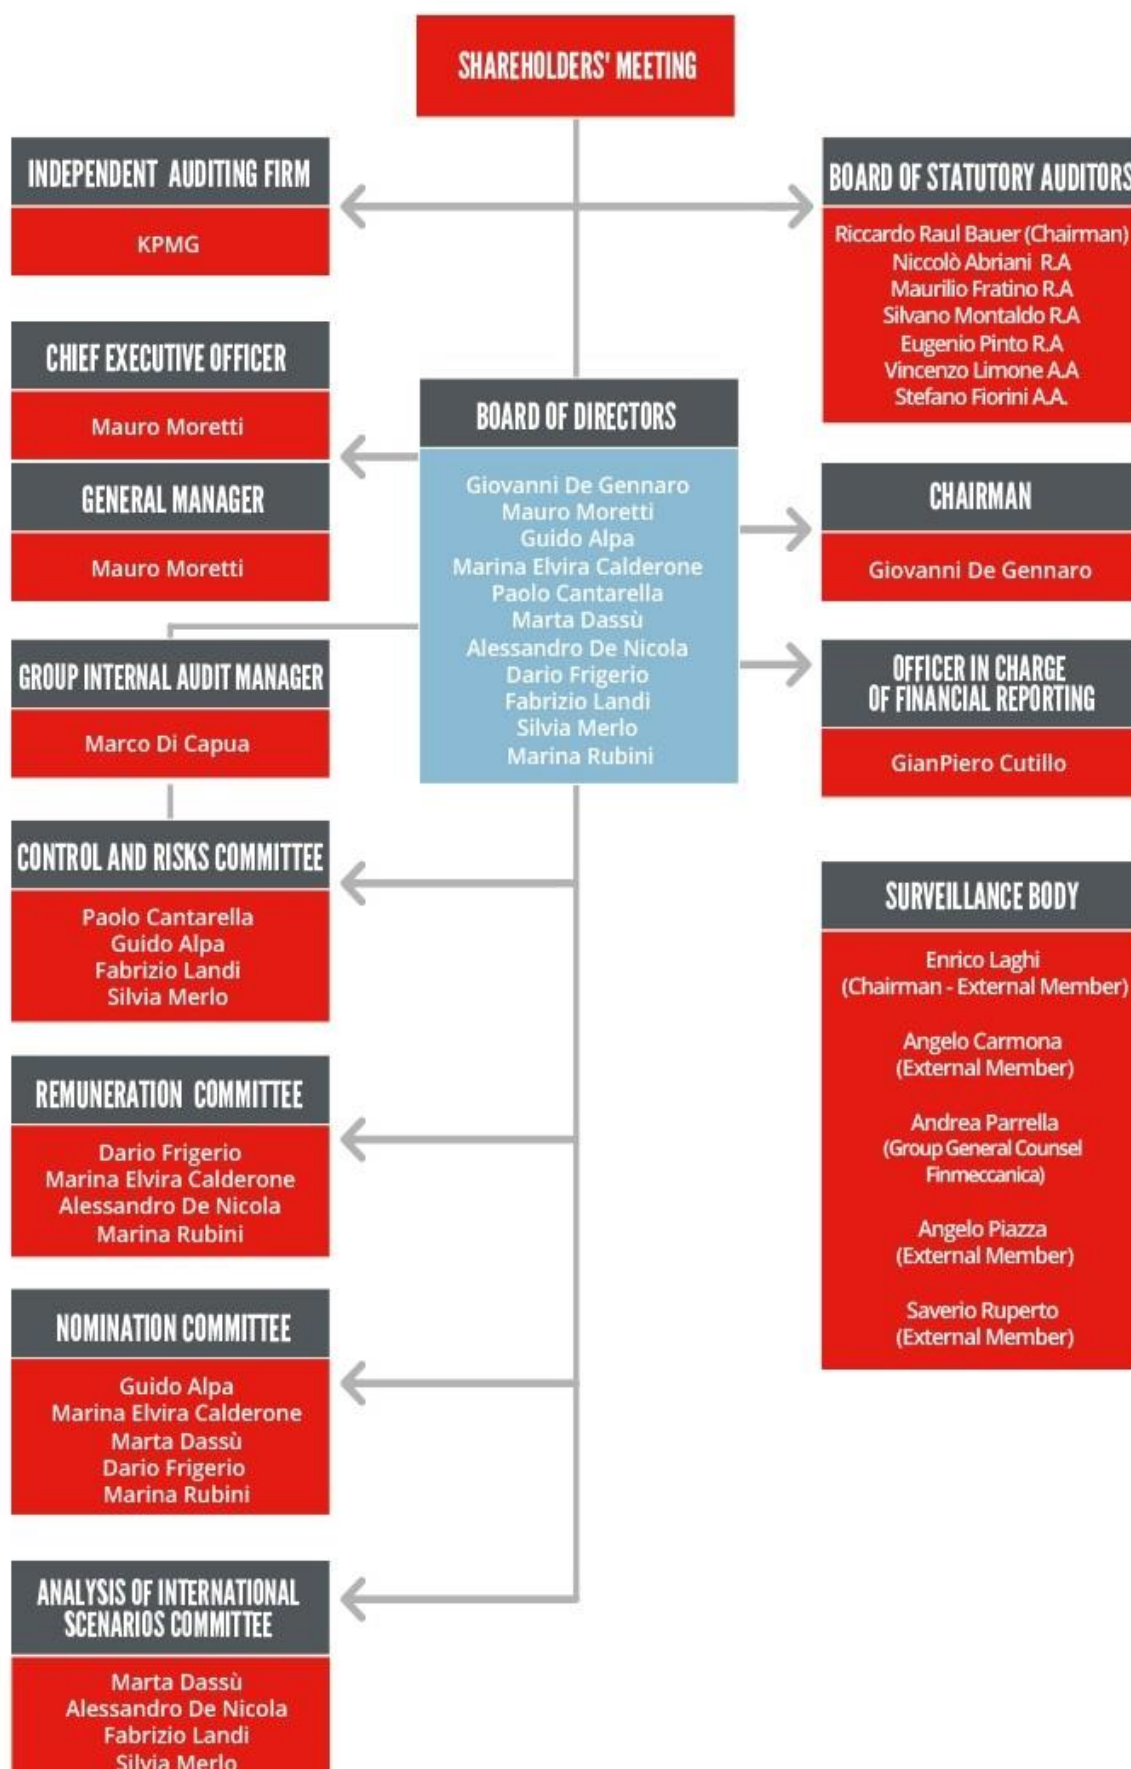 SHAREHOLDERS' MEETING
INDEPENDENT AUDITING FIRM
KPMG
BOARD OF STATUTORY AUDITORS
Riccardo Raul Bauer (Chairman)
Niccolò Abriani R.A
Maurilio Fratino R.A
Silvano Montaldo R.A
Eugenio Pinto R.A
Vincenzo Limone A.A
Stefano Fiorini A.A.
CHIEF EXECUTIVE OFFICER
Mauro Moretti
GENERAL MANAGER
Mauro Moretti
BOARD OF DIRECTORS
Giovanni De Gennaro
Mauro Moretti
Guido Alpa
Marina Elvira Calderone
Paolo Cantarella
Marta Dassù
Alessandro De Nicola
Dario Frigerio
Fabrizio Landi
Silvia Merlo
Marina Rubini
CHAIRMAN
Giovanni De Gennaro
GROUP INTERNAL AUDIT MANAGER
Marco Di Capua
OFFICER IN CHARGE
OF FINANCIAL REPORTING
GianPiero Cutillo
CONTROL AND RISKS COMMITTEE
Paolo Cantarella
Guido Alpa
Fabrizio Landi
Silvia Merlo
SURVEILLANCE BODY
Enrico Laghi
(Chairman - External Member)
Angelo Carmona
(External Member)
Andrea Parrella
(Group General Counsel
Finmeccanica)
Angelo Piazza
(External Member)
Saverio Ruperto
(External Member)
REMUNERATION COMMITTEE
Dario Frigerio
Marina Elvira Calderone
Alessandro De Nicola
Marina Rubini
NOMINATION COMMITTEE
Guido Alpa
Marina Elvira Calderone
Marta Dassù
Dario Frigerio
Marina Rubini
ANALYSIS OF INTERNATIONAL
SCENARIOS COMMITTEE
Marta Dassù
Alessandro De Nicola
Fabrizio Landi
Silvia Merlo